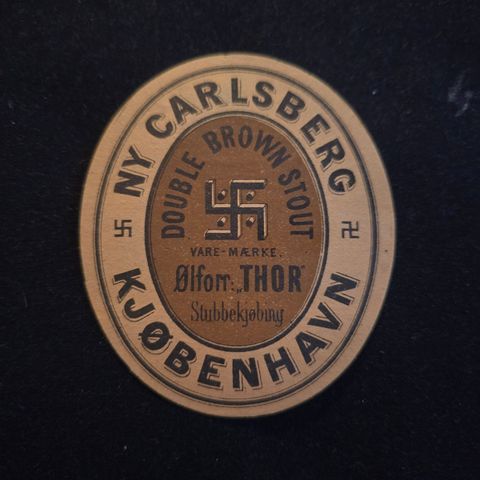 NY CARLSBERG
DOUBLE BROWN STOUT
VARE-MÆRKE.
Ølforr: „THOR”
Stubbekjøbing
KJØBENHAVN